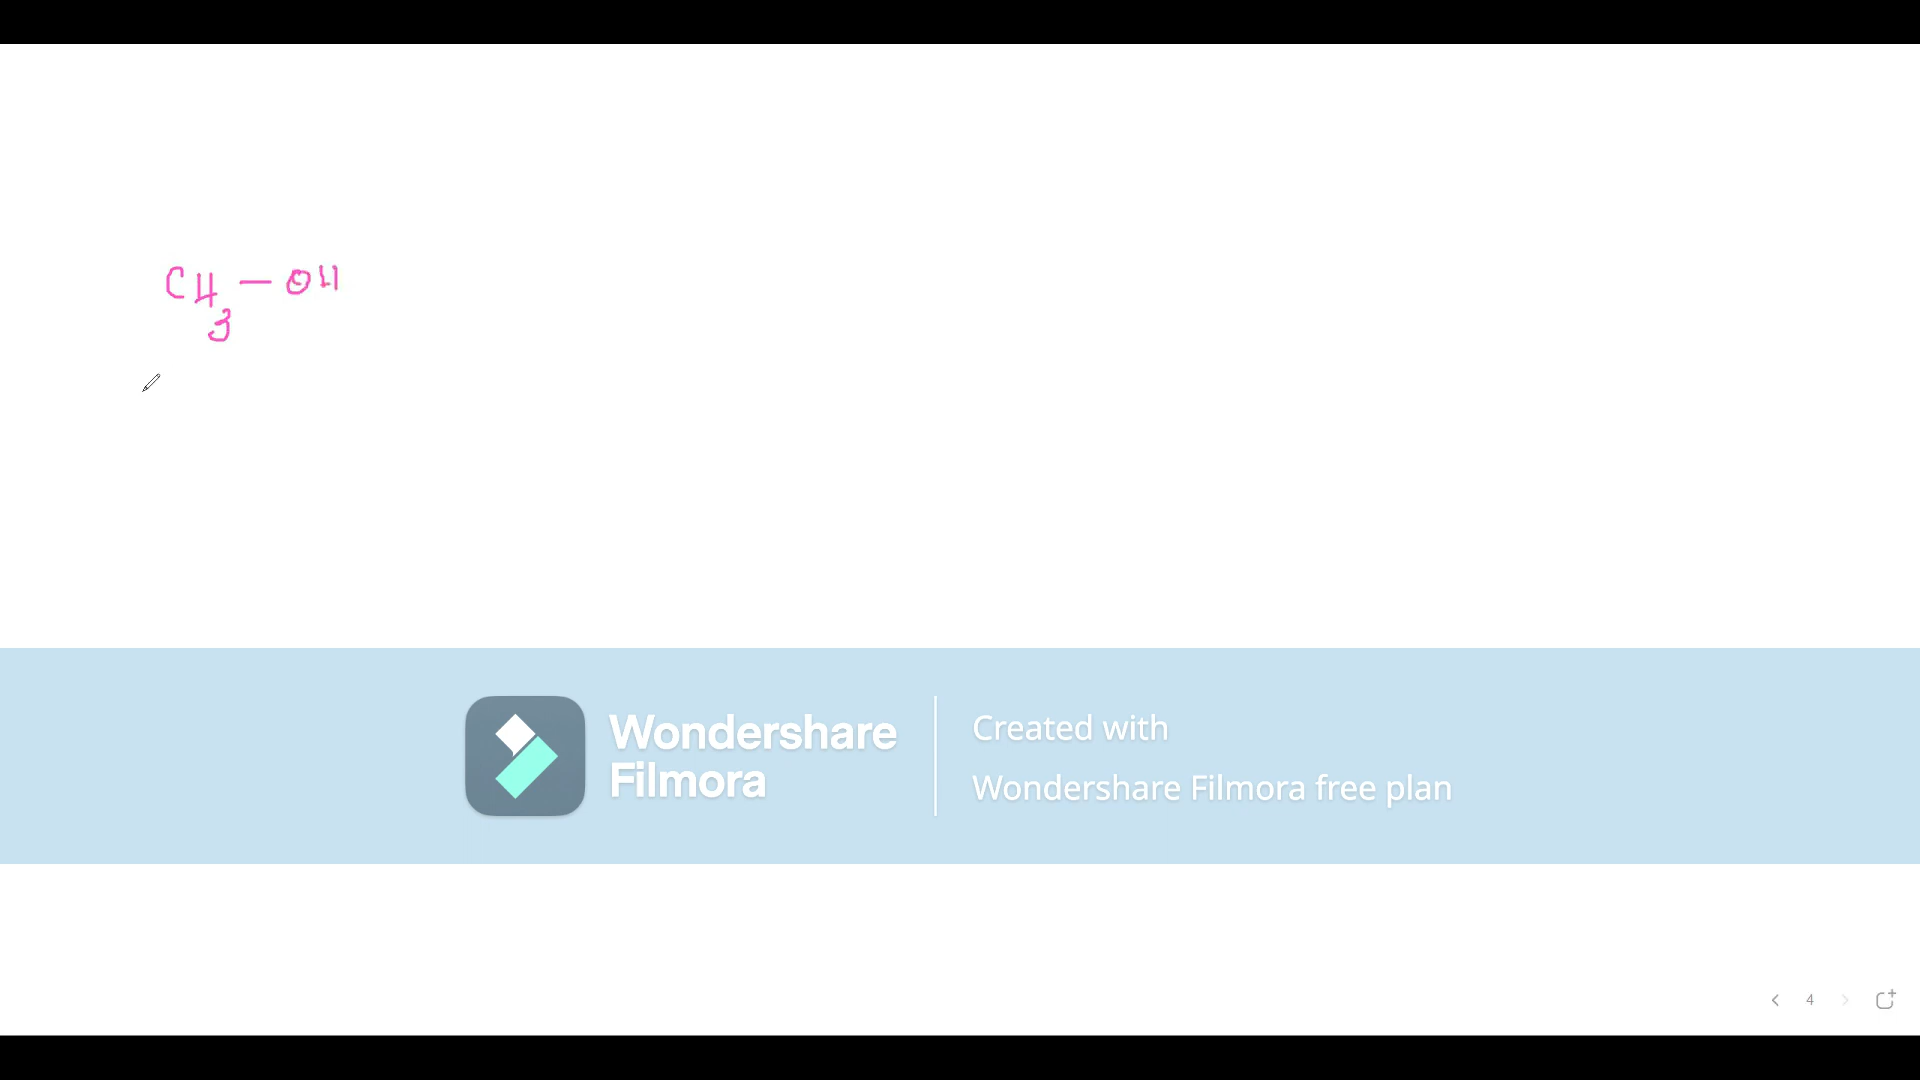 CH3 - OH
Wondershare
Filmora
Created with
Wondershare Filmora free plan
4